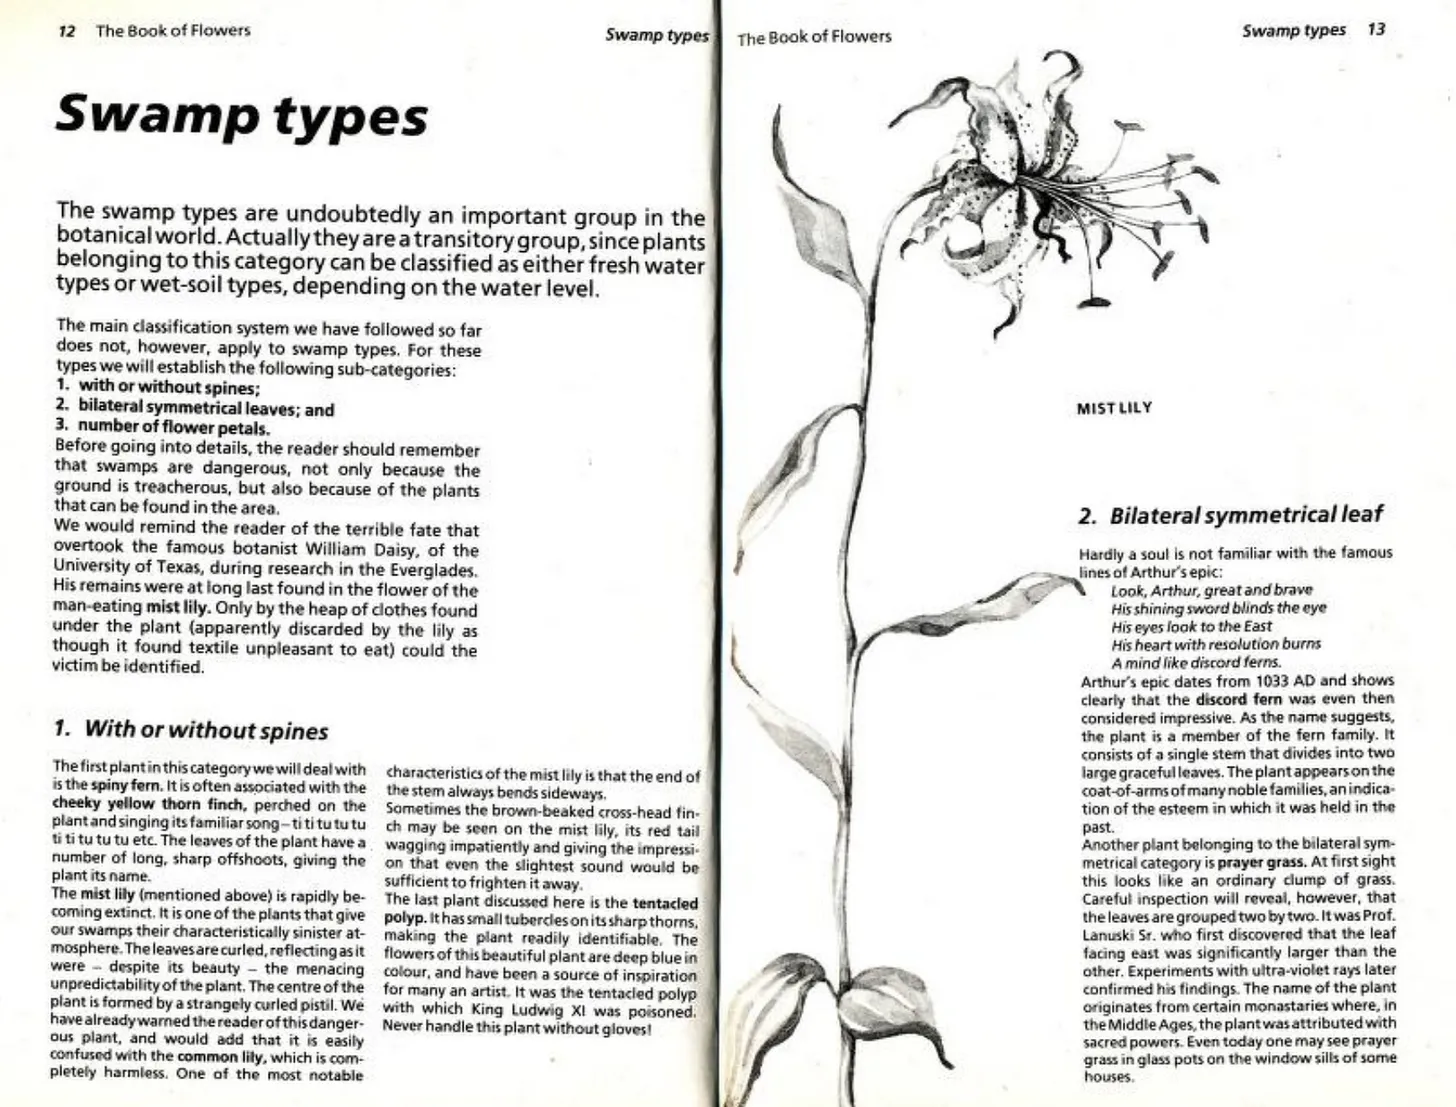 12 The Book of Flowers
Swamp types
Swamp types
The swamp types are undoubtedly an important group in the
botanical world. Actually they are a transitory group, since plants
belonging to this category can be classified as either fresh water
types or wet-soil types, depending on the water level.
The main classification system we have followed so far
does not, however, apply to swamp types. For these
types we will establish the following sub-categories:
1. with or without spines;
2. bilateral symmetrical leaves; and
3. number of flower petals.
Before going into details, the reader should remember
that swamps are dangerous, not only because the
ground is treacherous, but also because of the plants
that can be found in the area.
We would remind the reader of the terrible fate that
overtook the famous botanist William Daisy, of the
University of Texas, during research in the Everglades.
His remains were at long last found in the flower of the
man-eating mist lily. Only by the heap of clothes found
under the plant (apparently discarded by the lily as
though it found textile unpleasant to eat) could the
victim be identified.
1. With or without spines
The first plant in this category we will deal with
is the spiny fern. It is often associated with the
cheeky yellow thorn finch, perched on the
plant and singing its familiar song – ti ti tu tu tu
ti ti tu tu tu etc. The leaves of the plant have a
number of long, sharp offshoots, giving the
plant its name.
The mist lily (mentioned above) is rapidly be-
coming extinct. It is one of the plants that give
our swamps their characteristically sinister at-
mosphere. The leaves are curled, reflecting as it
were – despite its beauty – the menacing
unpredictability of the plant. The centre of the
plant is formed by a strangely curled pistil. We
have already warned the reader of this danger-
ous plant, and would add that it is easily
confused with the common lily, which is com-
pletely harmless. One of the most notable
characteristics of the mist lily is that the end of
the stem always bends sideways.
Sometimes the brown-beaked cross-head fin-
ch may be seen on the mist lily, its red tail
wagging impatiently and giving the impressi-
on that even the slightest sound would be
sufficient to frighten it away.
The last plant discussed here is the tentacled
polyp. It has small tubercles on its sharp thorns,
making the plant readily identifiable. The
flowers of this beautiful plant are deep blue in
colour, and have been a source of inspiration
for many an artist. It was the tentacled polyp
with which King Ludwig XI was poisoned.
Never handle this plant without gloves!
The Book of Flowers
Swamp types 13
MIST LILY
2. Bilateral symmetrical leaf
Hardly a soul is not familiar with the famous
lines of Arthur's epic:
Look, Arthur, great and brave
His shining sword blinds the eye
His eyes look to the East
His heart with resolution burns
A mind like discord ferns.
Arthur's epic dates from 1033 AD and shows
clearly that the discord fern was even then
considered impressive. As the name suggests,
the plant is a member of the fern family. It
consists of a single stem that divides into two
large graceful leaves. The plant appears on the
coat-of-arms of many noble families, an indica-
tion of the esteem in which it was held in the
past.
Another plant belonging to the bilateral sym-
metrical category is prayer grass. At first sight
this looks like an ordinary clump of grass.
Careful inspection will reveal, however, that
the leaves are grouped two by two. It was Prof.
Lanuski Sr. who first discovered that the leaf
facing east was significantly larger than the
other. Experiments with ultra-violet rays later
confirmed his findings. The name of the plant
originates from certain monastaries where, in
the Middle Ages, the plant was attributed with
sacred powers. Even today one may see prayer
grass in glass pots on the window sills of some
houses.